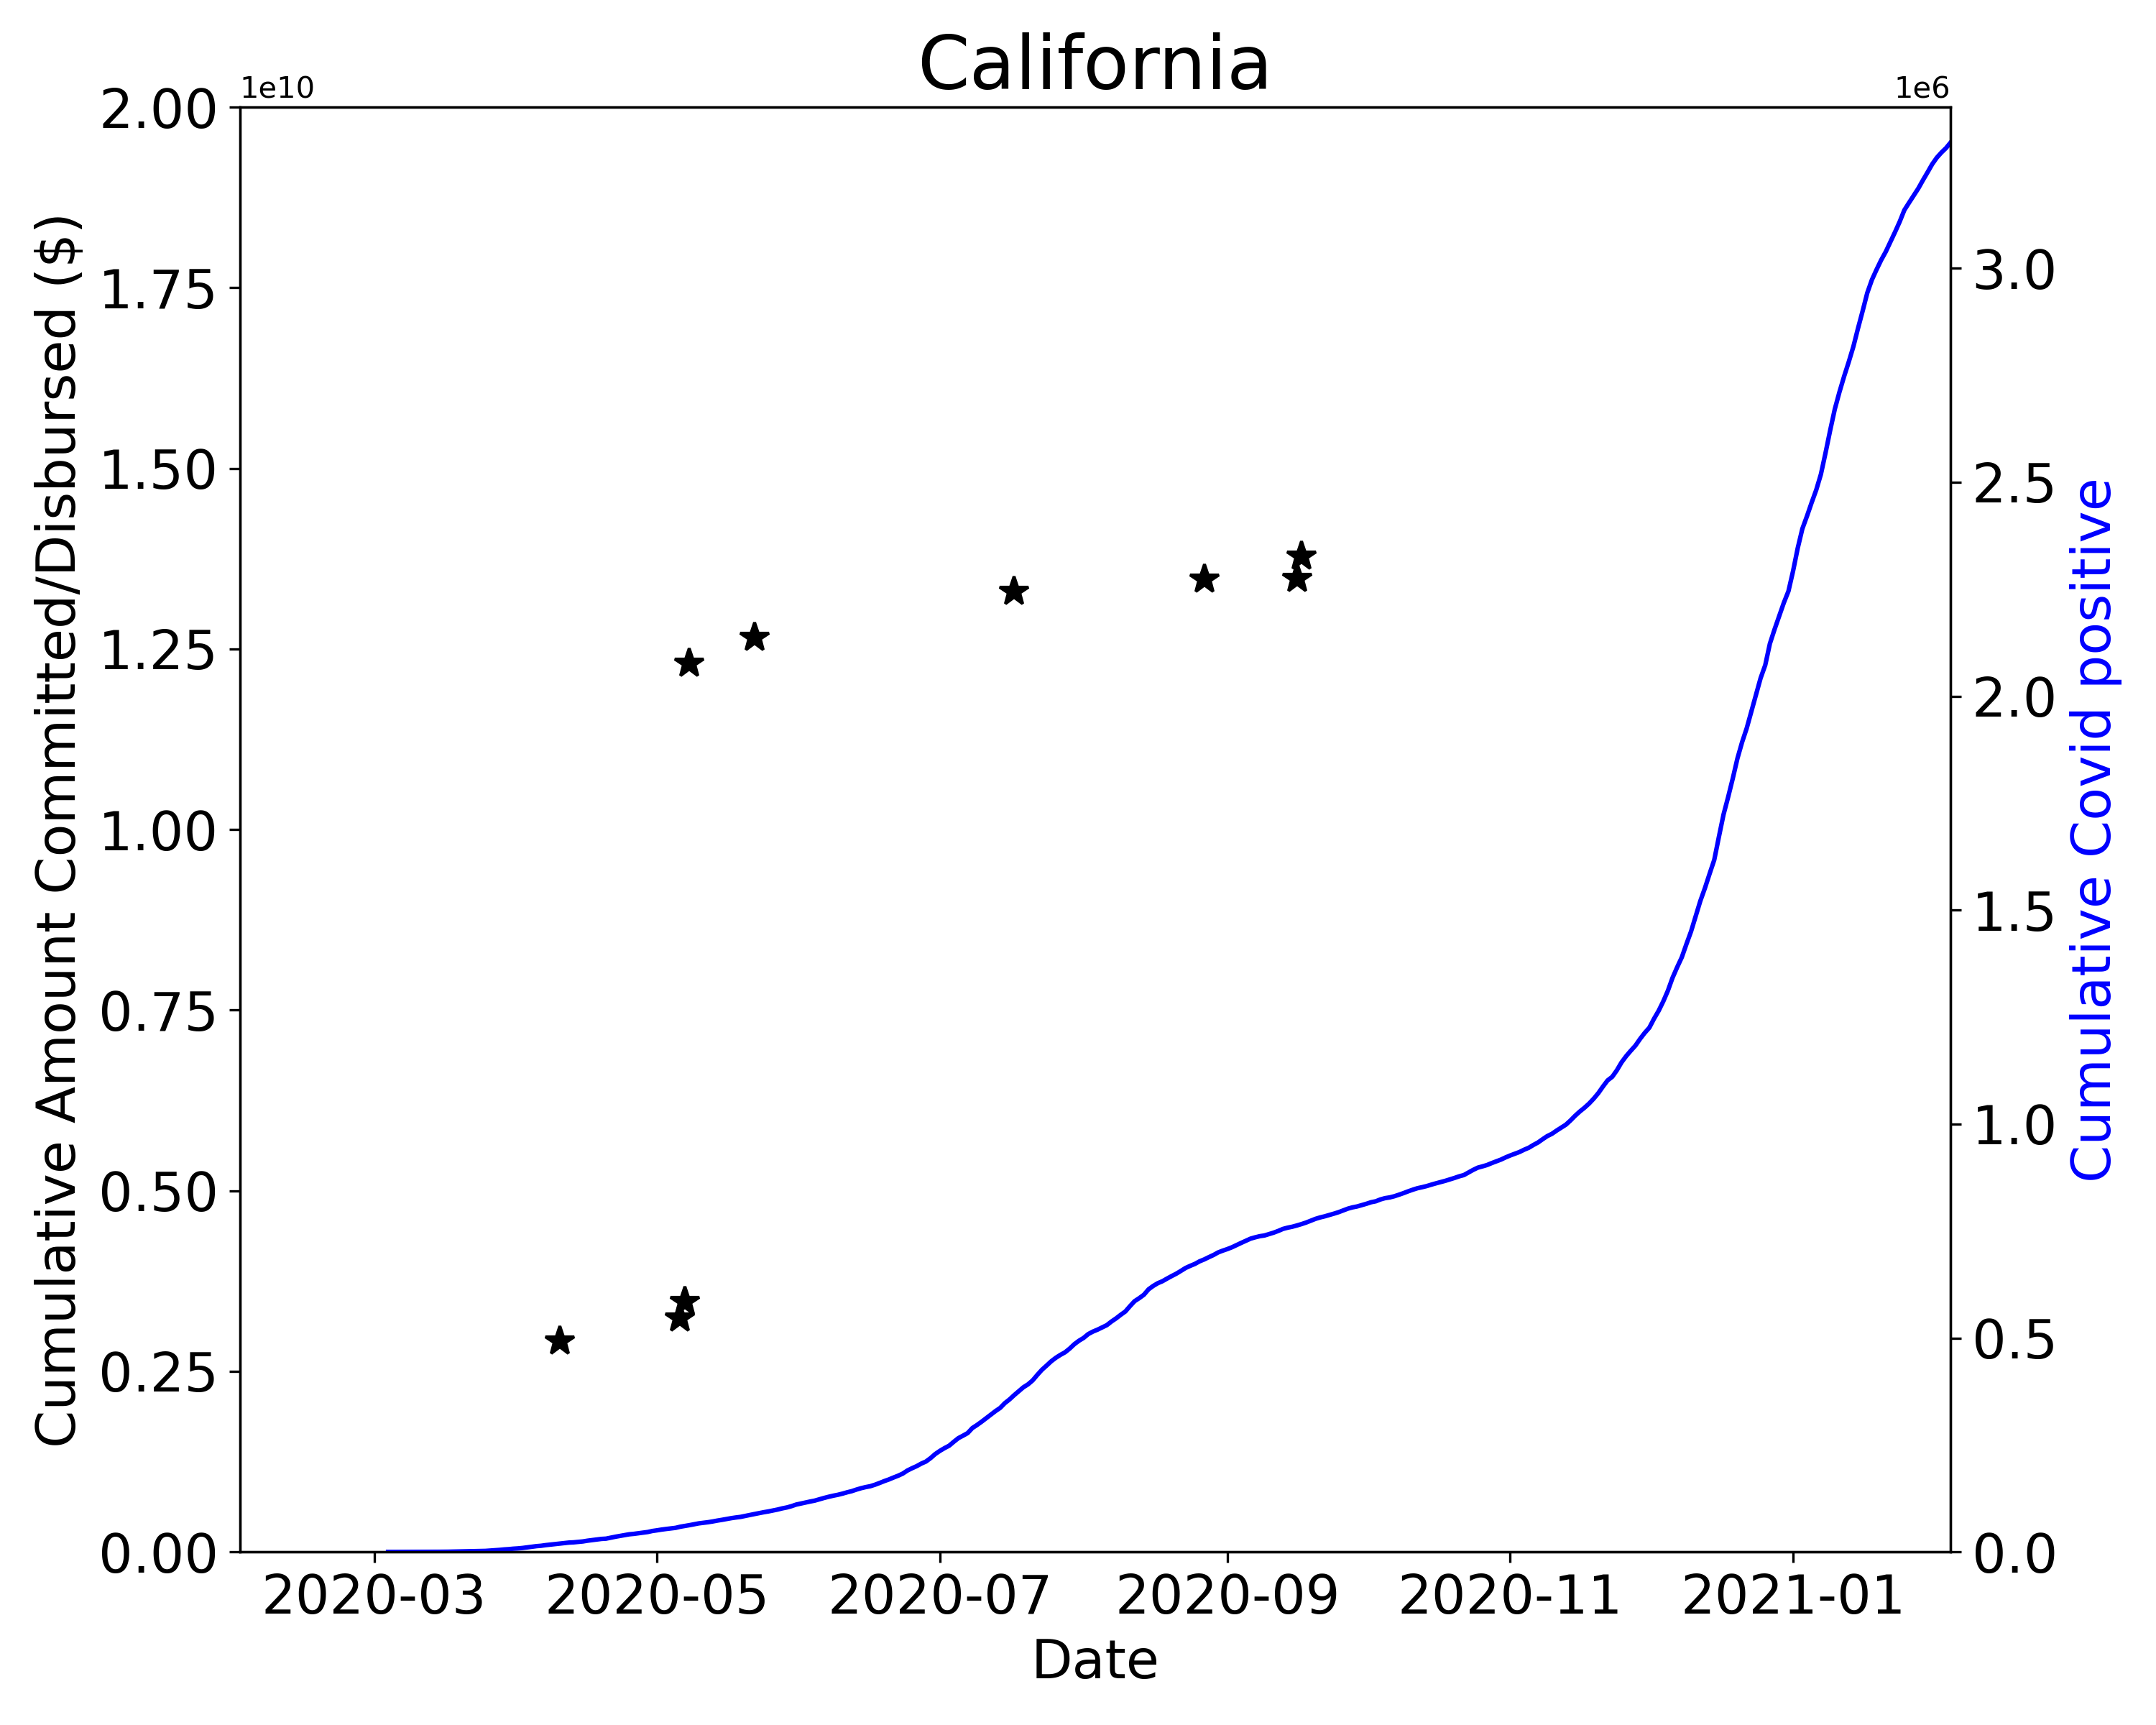 California
1e10
1e6
2.00
1.75
1.50
1.25
1.00
0.75
0.50
0.25
0.00
Cumulative Amount Committed/Disbursed ($)
3.0
2.5
2.0
1.5
1.0
0.5
0.0
Cumulative Covid positive
2020-03 2020-05 2020-07 2020-09 2020-11 2021-01
Date